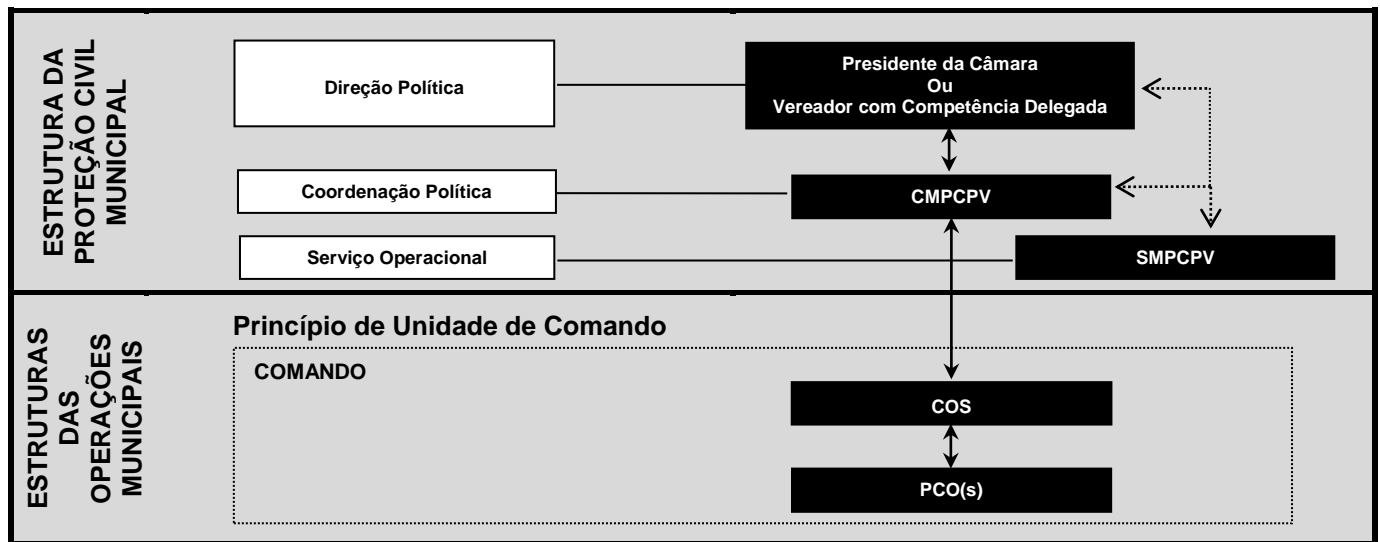 ESTRUTURA DA
PROTEÇÃO CIVIL
MUNICIPAL
Direção Política
Presidente da Câmara
Ou
Vereador com Competência Delegada
Coordenação Política
CMPCPV
Serviço Operacional
SMPCPV
ESTRUTURAS
DAS
OPERAÇÕES
MUNICIPAIS
Princípio de Unidade de Comando
COMANDO
COS
PCO(s)